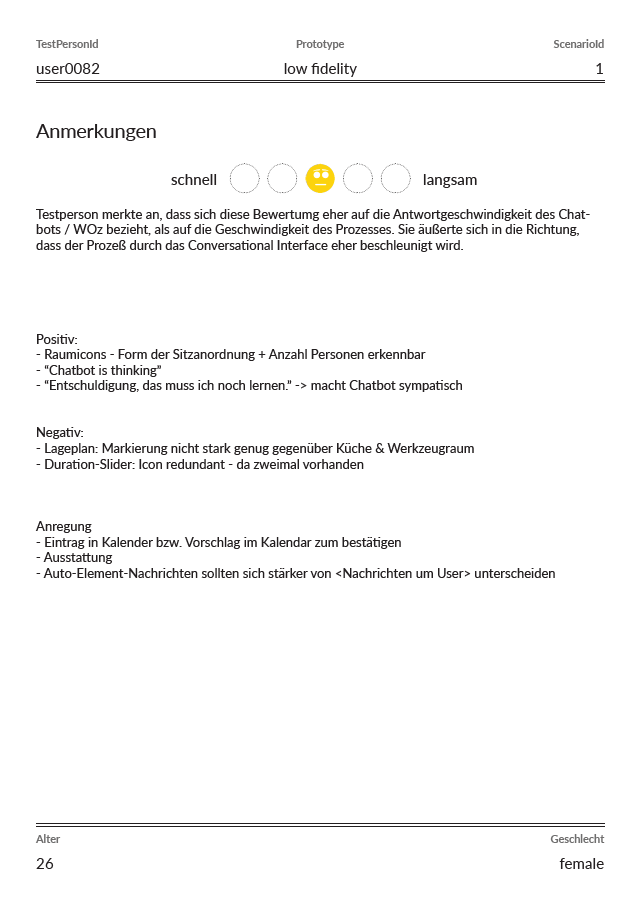 TestPersonId Prototype ScenarioId
user0082 low fidelity 1
Anmerkungen
schnell langsam
Testperson merkte an, dass sich diese Bewertumg eher auf die Antwortgeschwindigkeit des Chat-
bots / WOz bezieht, als auf die Geschwindigkeit des Prozesses. Sie äußerte sich in die Richtung,
dass der Prozeß durch das Conversational Interface eher beschleunigt wird.
Positiv:
- Raumicons - Form der Sitzanordnung + Anzahl Personen erkennbar
- “Chatbot is thinking”
- “Entschuldigung, das muss ich noch lernen.” -> macht Chatbot sympatisch
Negativ:
- Lageplan: Markierung nicht stark genug gegenüber Küche & Werkzeugraum
- Duration-Slider: Icon redundant - da zweimal vorhanden
Anregung
- Eintrag in Kalender bzw. Vorschlag im Kalendar zum bestätigen
- Ausstattung
- Auto-Element-Nachrichten sollten sich stärker von <Nachrichten um User> unterscheiden
Alter Geschlecht
26 female